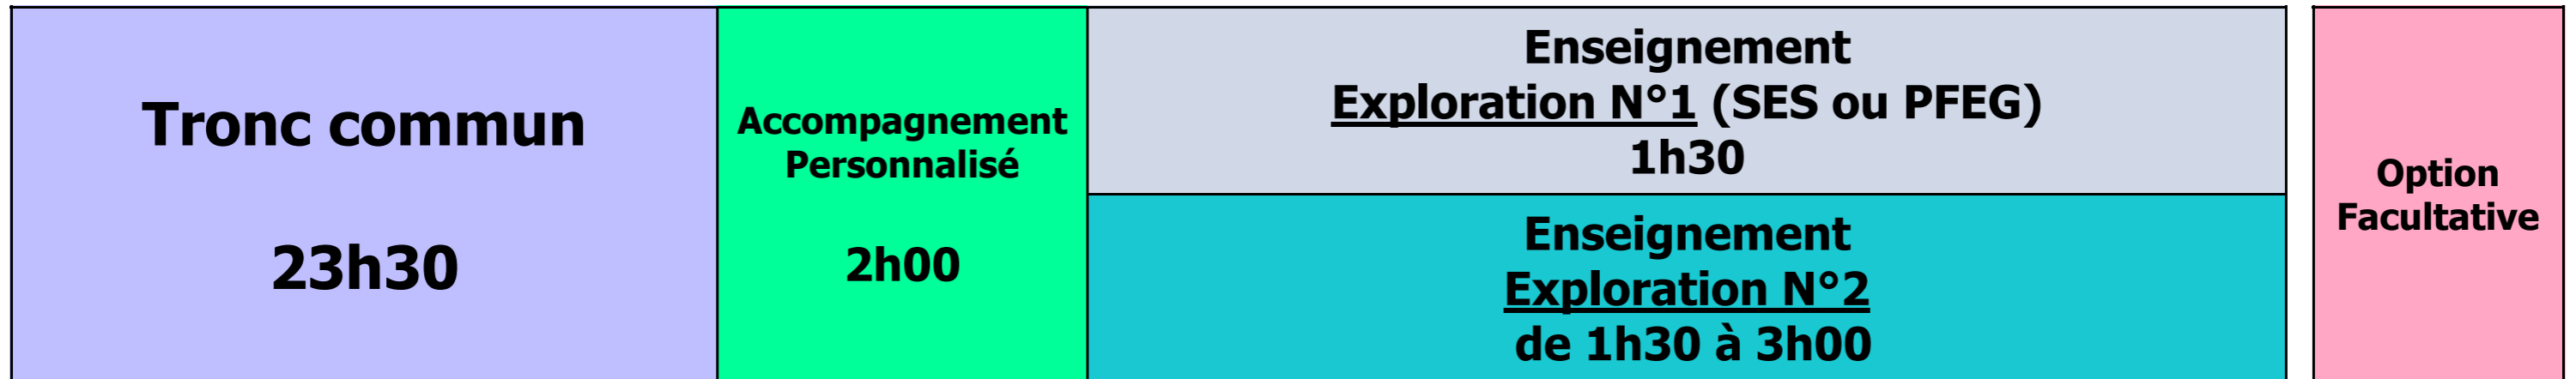 Tronc commun
23h30
Accompagnement
Personnalisé
2h00
Enseignement
Exploration N°1 (SES ou PFEG)
1h30
Enseignement
Exploration N°2
de 1h30 à 3h00
Option
Facultative